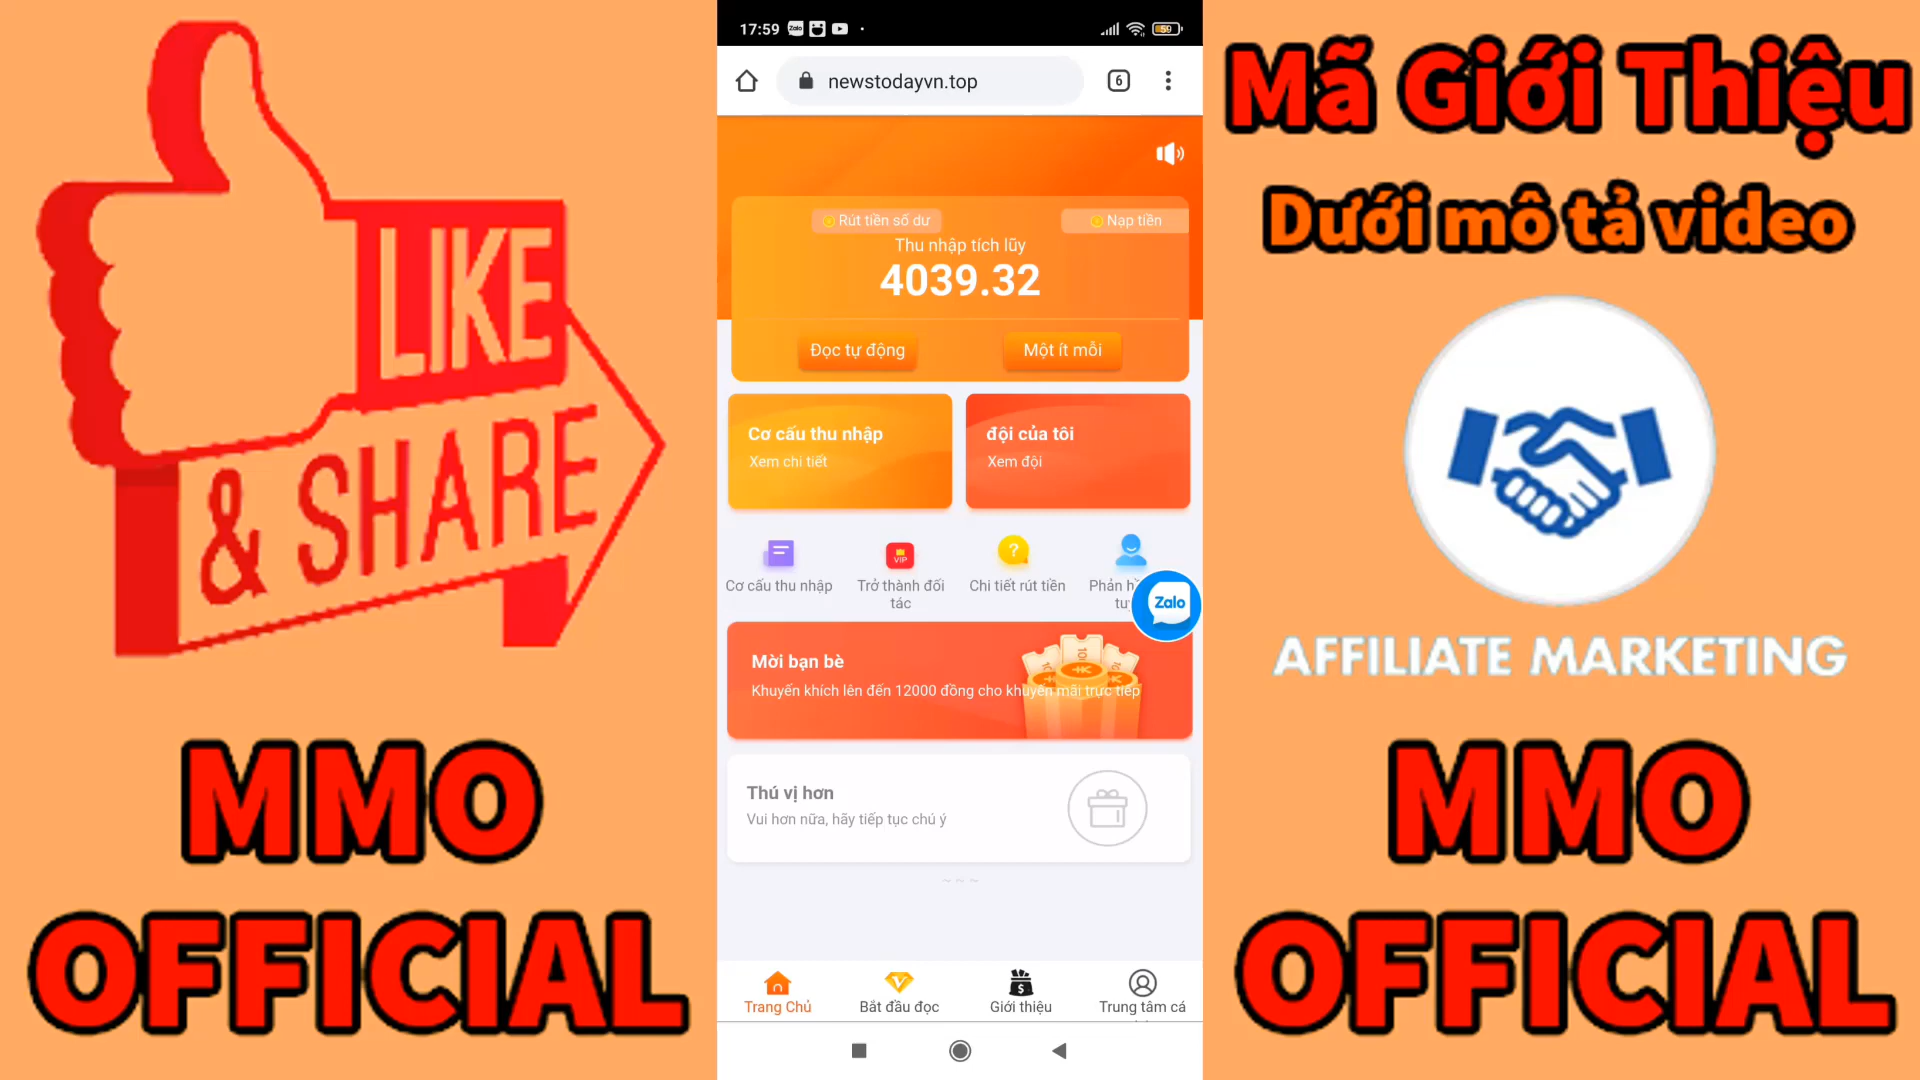 LIKE
& SHARE
MMO
OFFICIAL
17:59
Zalo
59
newstodayvn.top
6
Rút tiền số dư
Nạp tiền
Thu nhập tích lũy
4039.32
Đọc tự động
Một ít mỗi
Cơ cấu thu nhập
Xem chi tiết
đội của tôi
Xem đội
VIP
?
Cơ cấu thu nhập
Trở thành đối
tác
Chi tiết rút tiền
Zalo
Mời bạn bè
Khuyến khích lên đến 12000 đồng cho khuyến mãi trực tiếp
Thú vị hơn
Vui hơn nữa, hãy tiếp tục chú ý
~ ~ ~
Trang Chủ
Bắt đầu đọc
Giới thiệu
Trung tâm cá
Mã Giới Thiệu
Dưới mô tả video
AFFILIATE MARKETING
MMO
OFFICIAL